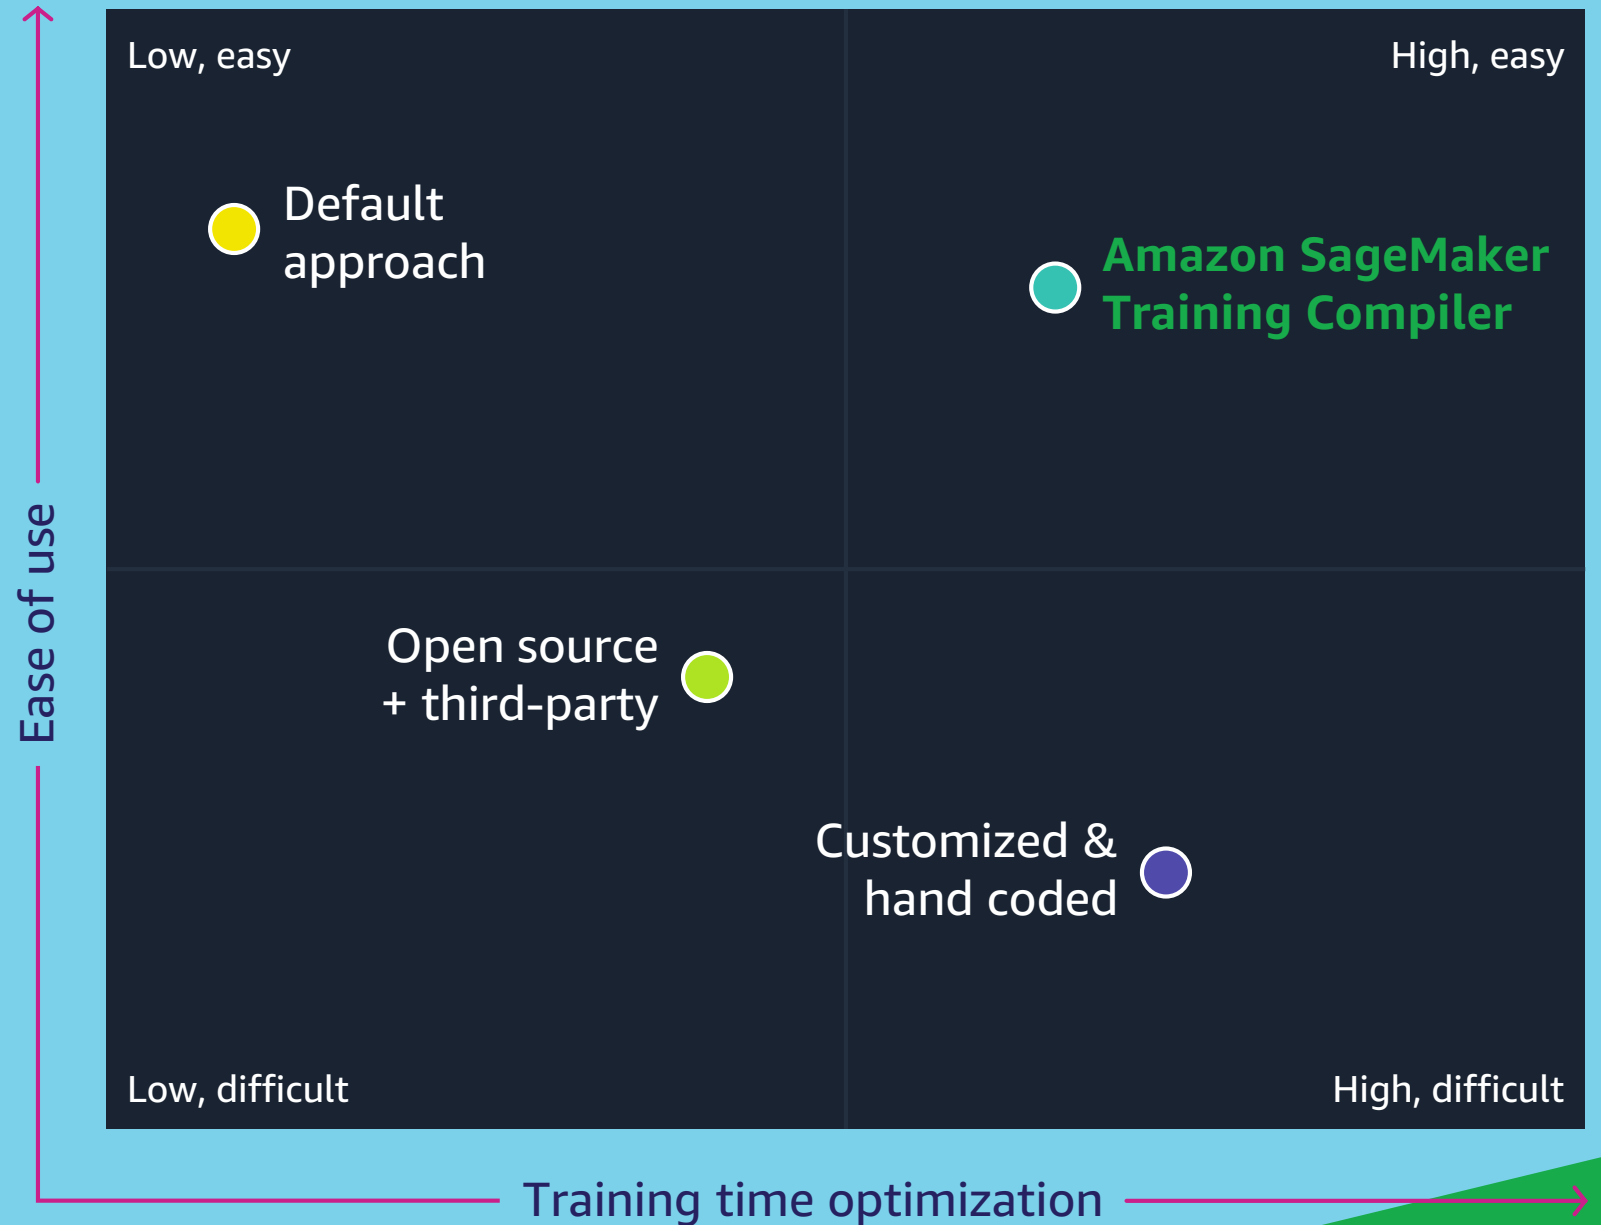 Low, easy
High, easy
Default
approach
Amazon SageMaker
Training Compiler
Ease of use
Open source
+ third-party
Customized &
hand coded
Low, difficult
High, difficult
Training time optimization